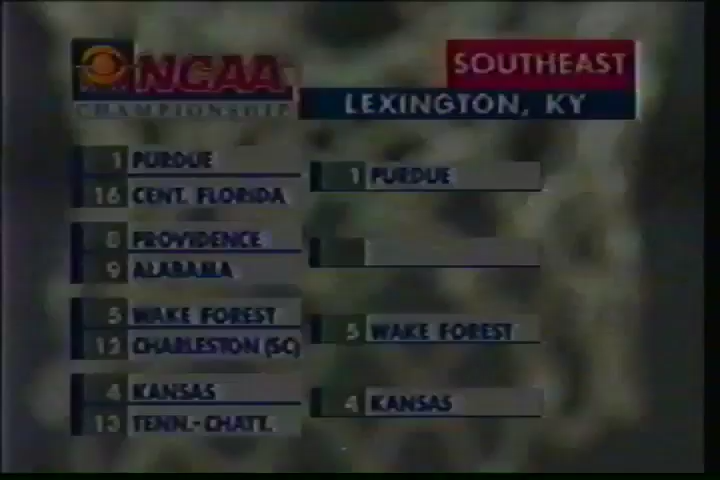 NCAA
SOUTHEAST
CHAMPIONSHIP
LEXINGTON, KY
1 PURDUE
16 CENT. FLORIDA
8 PROVIDENCE
9 ALABAMA
5 WAKE FOREST
12 CHARLESTON (SC)
4 KANSAS
13 TENN.-CHATT.
1 PURDUE
5 WAKE FOREST
4 KANSAS